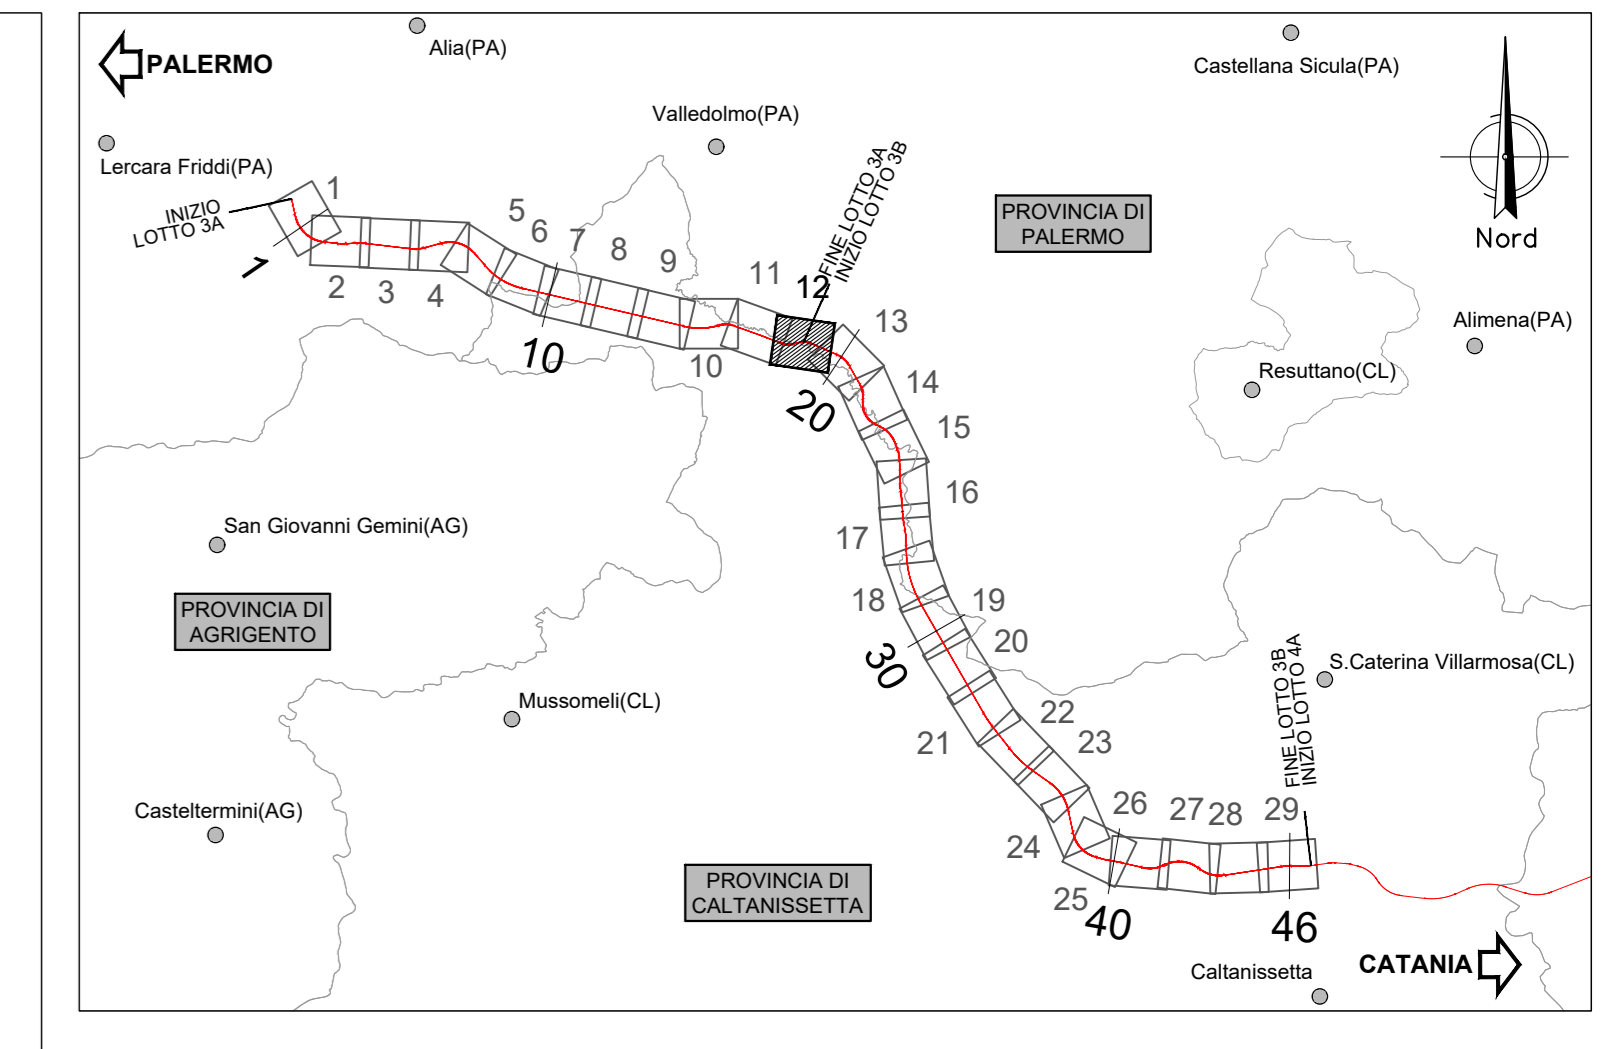 Alia(PA)
PALERMO
Castellana Sicula(PA)
Valledolmo(PA)
Lercara Friddi(PA)
INIZIO
LOTTO 3A
FINE LOTTO 3A
INIZIO LOTTO 3B
PROVINCIA DI
PALERMO
Nord
1
1
2
3
4
5
6
7
8
9
10
10
11
12
13
20
14
15
16
17
18
19
20
30
21
22
23
24
25
26
27
28
29
40
46
Alimena(PA)
Resuttano(CL)
San Giovanni Gemini(AG)
PROVINCIA DI
AGRIGENTO
Mussomeli(CL)
S.Caterina Villarmosa(CL)
FINE LOTTO 3B
INIZIO LOTTO 4A
Casteltermini(AG)
PROVINCIA DI
CALTANISSETTA
Caltanissetta
CATANIA